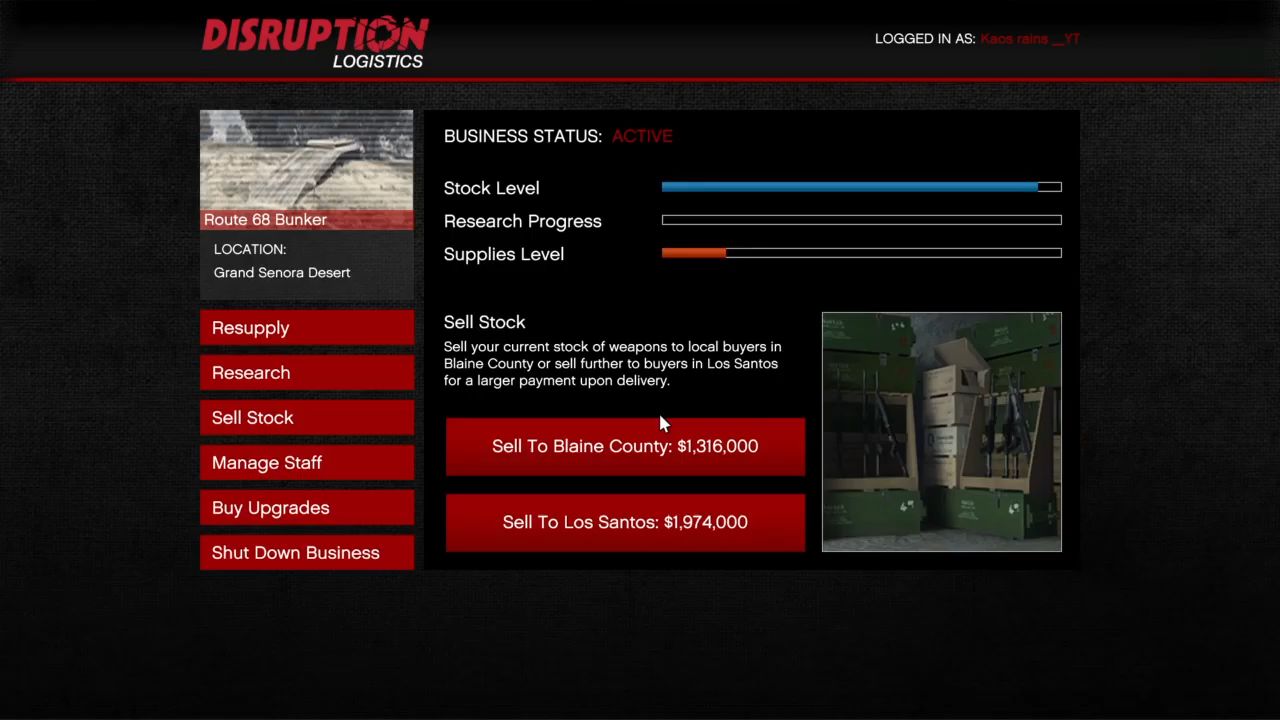 DISRUPTION
LOGISTICS
LOGGED IN AS: Kaos rains __YT
Route 68 Bunker
LOCATION:
Grand Senora Desert
Resupply
Research
Sell Stock
Manage Staff
Buy Upgrades
Shut Down Business
BUSINESS STATUS: ACTIVE
Stock Level
Research Progress
Supplies Level
Sell Stock
Sell your current stock of weapons to local buyers in
Blaine County or sell further to buyers in Los Santos
for a larger payment upon delivery.
Sell To Blaine County: $1,316,000
Sell To Los Santos: $1,974,000